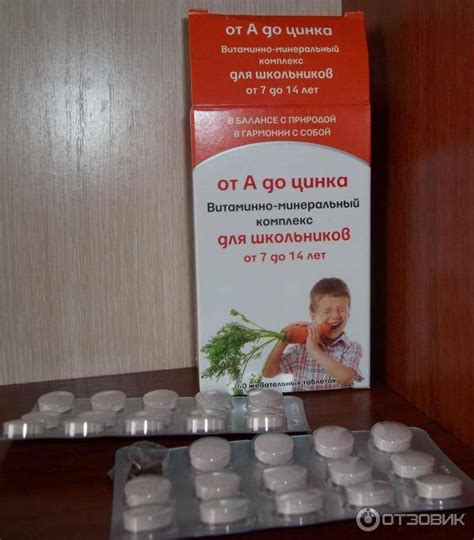 от А до цинка
Витаминно-минеральный
комплекс
для школьников
от 7 до 14 лет
В БАЛАНСЕ С ПРИРОДОЙ
В ГАРМОНИИ С СОБОЙ
от А до цинка
Витаминно-минеральный
комплекс
для школьников
от 7 до 14 лет
60 жевательных таблеток
ОТЗОВИК